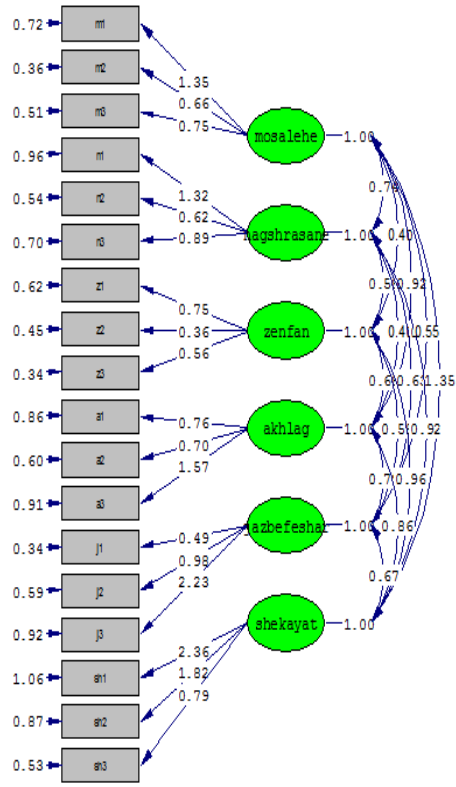 0.72 m1
0.36 m2
0.51 m3
0.96 n1
0.54 n2
0.70 n3
0.62 z1
0.45 z2
0.34 z3
0.86 a1
0.60 a2
0.91 a3
0.34 j1
0.59 j2
0.92 j3
1.06 sh1
0.87 sh2
0.53 sh3
1.35
0.66
0.75
1.32
0.62
0.89
0.75
0.36
0.56
0.76
0.70
1.57
0.49
0.98
2.23
2.36
1.82
0.79
mosalehe 1.00
nagshrasane 1.00
zenfan 1.00
akhlag 1.00
jazbefeshar 1.00
shekayat 1.00
0.92
0.55
1.35
0.92
0.96
0.86
0.67